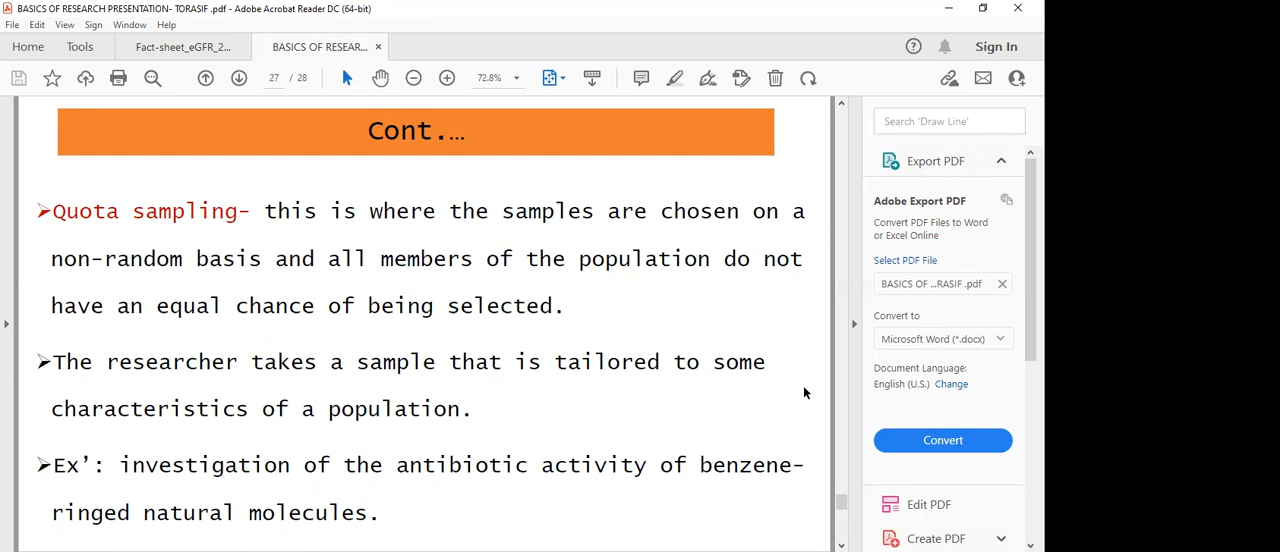 BASICS OF RESEARCH PRESENTATION- TORASIF .pdf - Adobe Acrobat Reader DC (64-bit)
File Edit View Sign Window Help
Home Tools Fact-sheet_eGFR_2... BASICS OF RESEAR... × Sign In
27 / 28 72.8%
Cont.…
Quota sampling- this is where the samples are chosen on a
non-random basis and all members of the population do not
have an equal chance of being selected.
The researcher takes a sample that is tailored to some
characteristics of a population.
Ex’: investigation of the antibiotic activity of benzene-
ringed natural molecules.
Search 'Draw Line'
Export PDF
Adobe Export PDF
Convert PDF Files to Word
or Excel Online
Select PDF File
BASICS OF ...RASIF .pdf
Convert to
Microsoft Word (*.docx)
Document Language:
English (U.S.) Change
Convert
Edit PDF
Create PDF